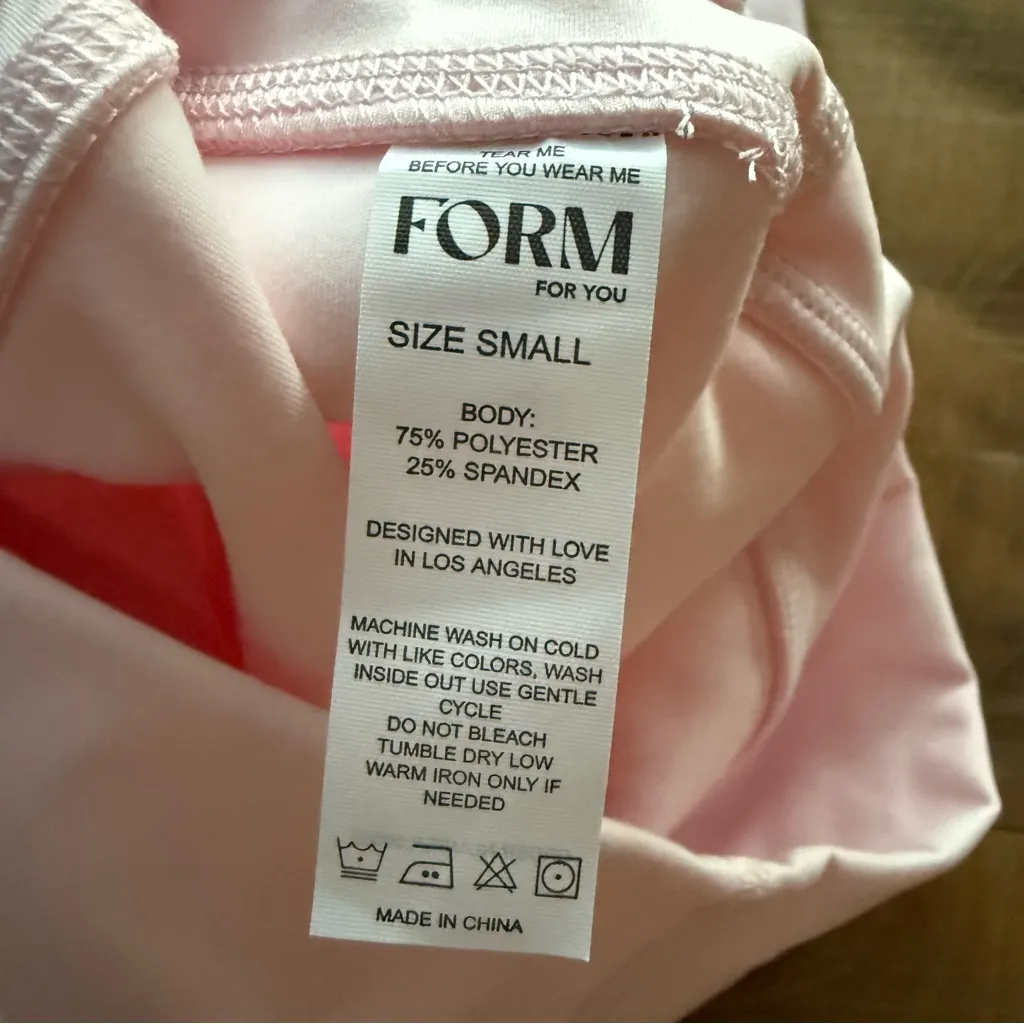 TEAR ME
BEFORE YOU WEAR ME
FORM
FOR YOU
SIZE SMALL
BODY:
75% POLYESTER
25% SPANDEX
DESIGNED WITH LOVE
IN LOS ANGELES
MACHINE WASH ON COLD
WITH LIKE COLORS, WASH
INSIDE OUT USE GENTLE
CYCLE
DO NOT BLEACH
TUMBLE DRY LOW
WARM IRON ONLY IF
NEEDED
MADE IN CHINA